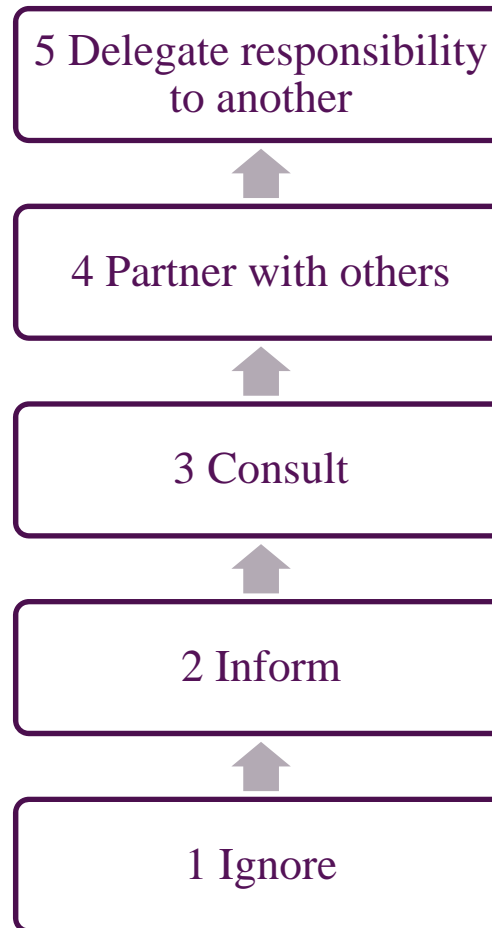 5 Delegate responsibility
to another
4 Partner with others
3 Consult
2 Inform
1 Ignore